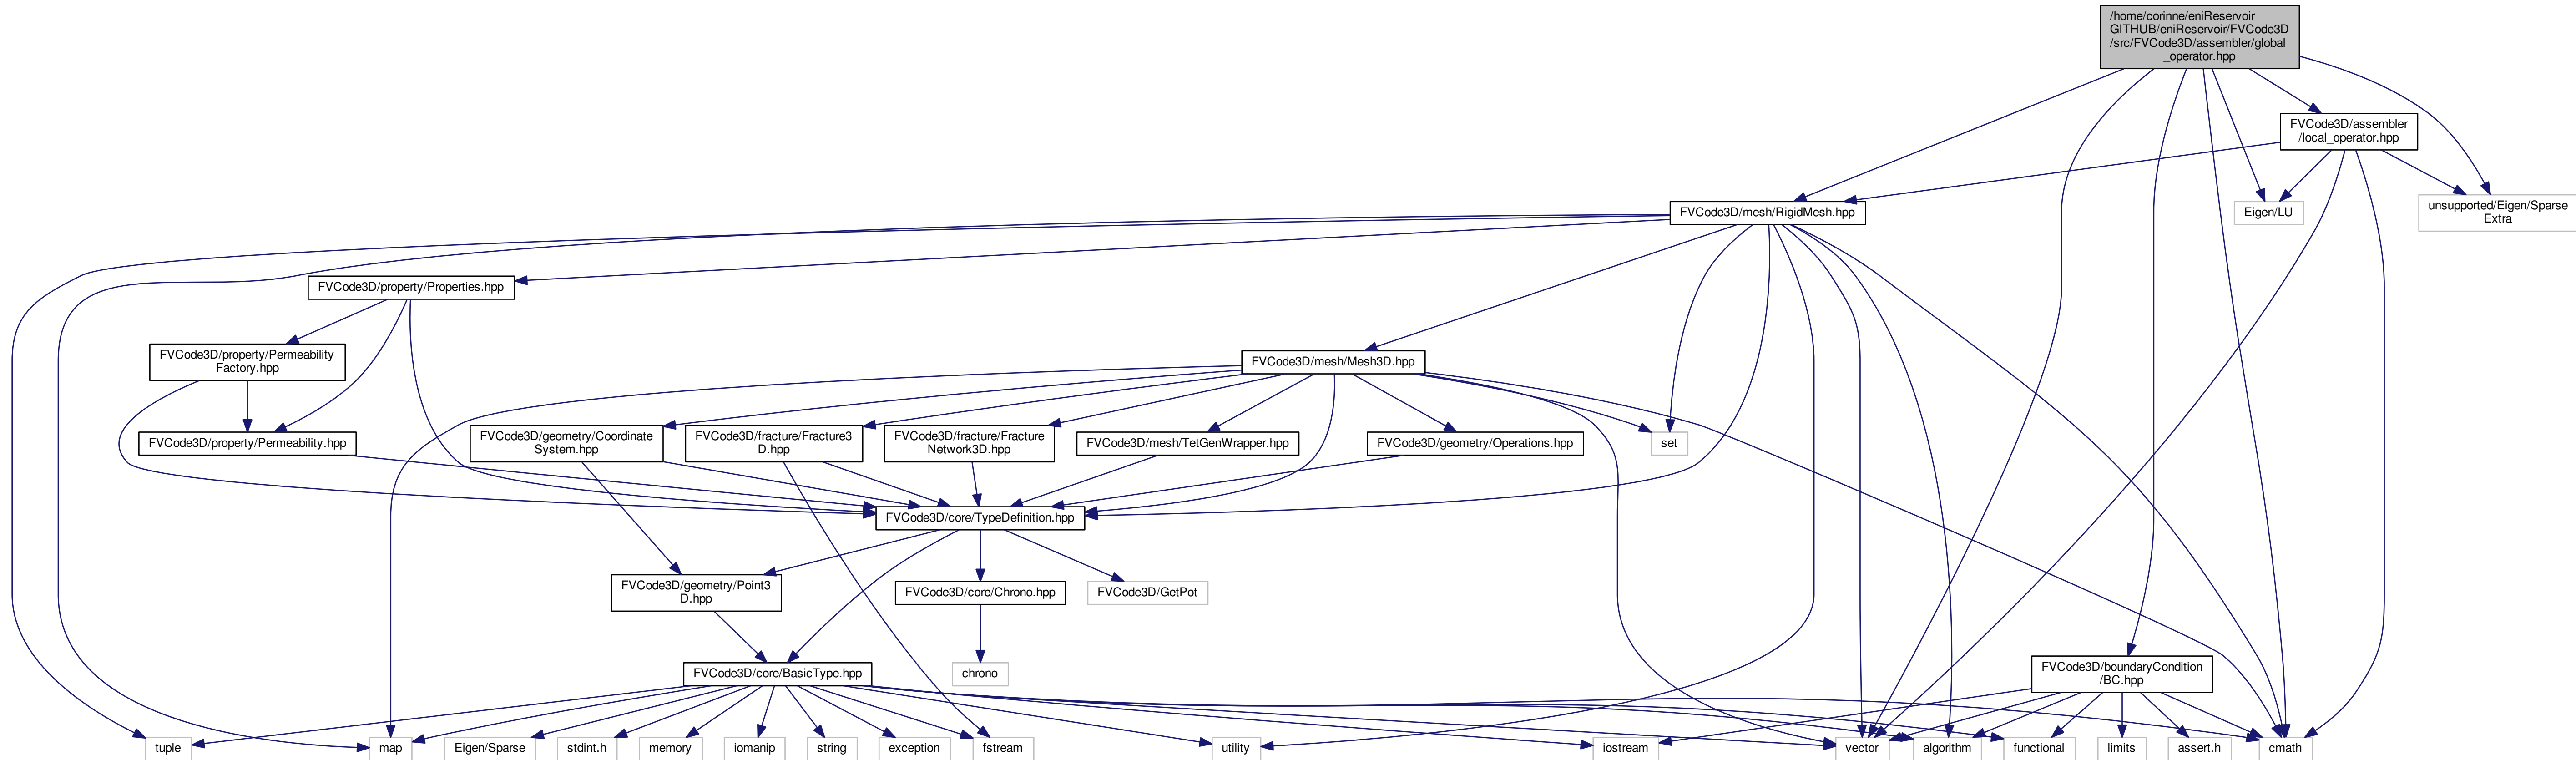 /home/corinne/eniReservoir
GITHUB/eniReservoir/FVCode3D
/src/FVCode3D/assembler/global
_operator.hpp
FVCode3D/assembler
/local_operator.hpp
FVCode3D/mesh/RigidMesh.hpp
Eigen/LU
unsupported/Eigen/Sparse
Extra
FVCode3D/property/Properties.hpp
FVCode3D/property/Permeability
Factory.hpp
FVCode3D/mesh/Mesh3D.hpp
FVCode3D/property/Permeability.hpp
FVCode3D/geometry/Coordinate
System.hpp
FVCode3D/fracture/Fracture3
D.hpp
FVCode3D/fracture/Fracture
Network3D.hpp
FVCode3D/mesh/TetGenWrapper.hpp
FVCode3D/geometry/Operations.hpp
set
FVCode3D/core/TypeDefinition.hpp
FVCode3D/geometry/Point3
D.hpp
FVCode3D/core/Chrono.hpp
FVCode3D/GetPot
FVCode3D/core/BasicType.hpp
chrono
FVCode3D/boundaryCondition
/BC.hpp
tuple
map
Eigen/Sparse
stdint.h
memory
iomanip
string
exception
fstream
utility
iostream
vector
algorithm
functional
limits
assert.h
cmath